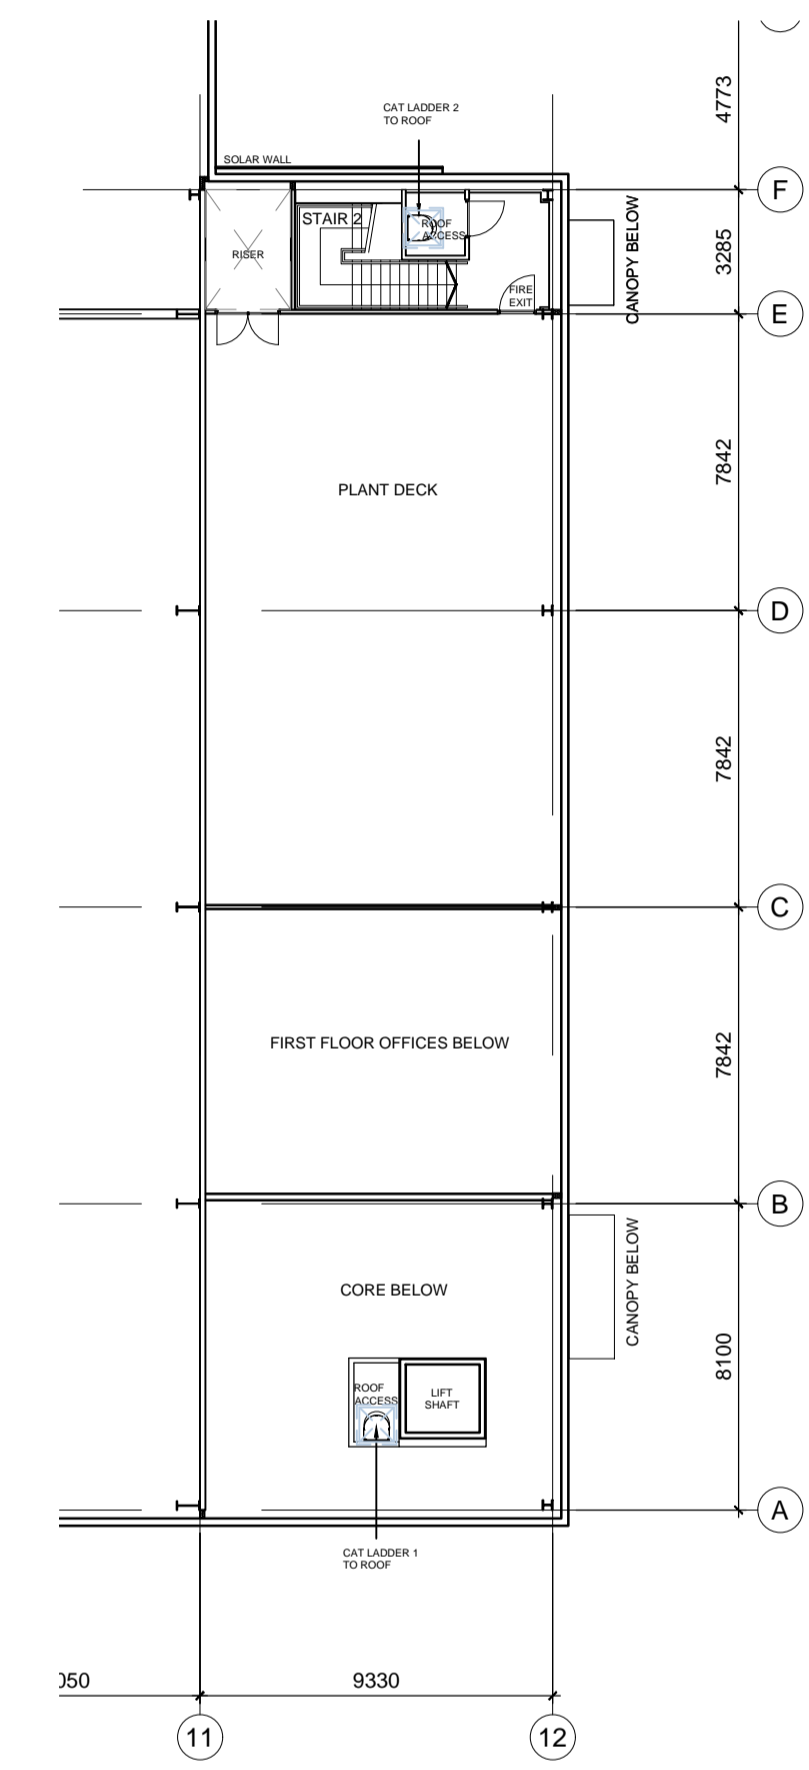 4773
CAT LADDER 2
TO ROOF
SOLAR WALL
F
STAIR 2
ROOF
ACCESS
RISER
3285
CANOPY BELOW
FIRE
EXIT
E
7842
PLANT DECK
D
7842
C
FIRST FLOOR OFFICES BELOW
7842
B
CORE BELOW
CANOPY BELOW
8100
ROOF
ACCESS
LIFT
SHAFT
A
CAT LADDER 1
TO ROOF
050
9330
11
12